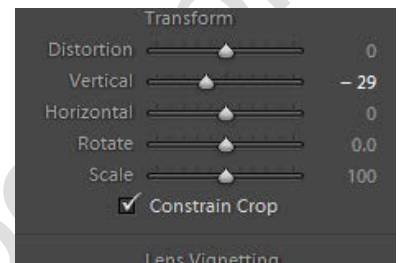 Transform
Distortion 0
Vertical – 29
Horizontal 0
Rotate 0.0
Scale 100
Constrain Crop
Lens Vignetting